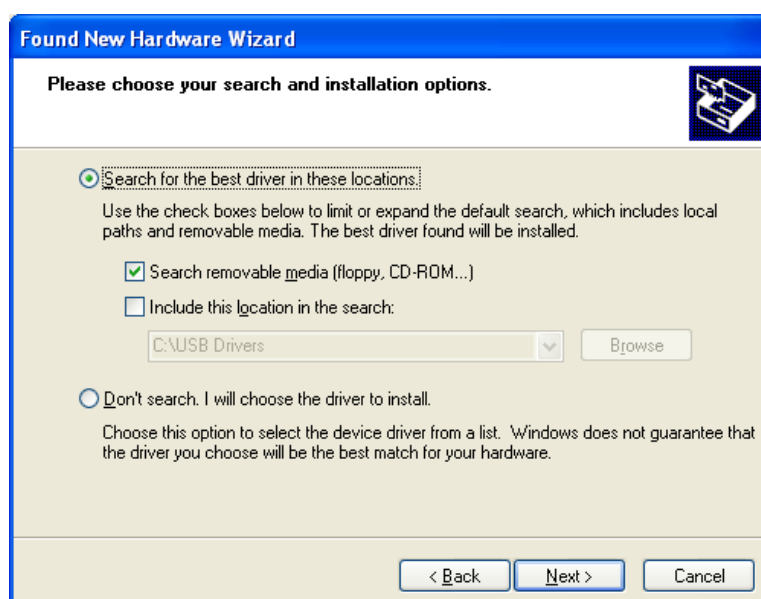 Found New Hardware Wizard
Please choose your search and installation options.
Search for the best driver in these locations.
Use the check boxes below to limit or expand the default search, which includes local
paths and removable media. The best driver found will be installed.
Search removable media (floppy, CD-ROM...)
Include this location in the search:
C:\USB Drivers
Browse
Don't search. I will choose the driver to install.
Choose this option to select the device driver from a list.  Windows does not guarantee that
the driver you choose will be the best match for your hardware.
< Back
Next >
Cancel